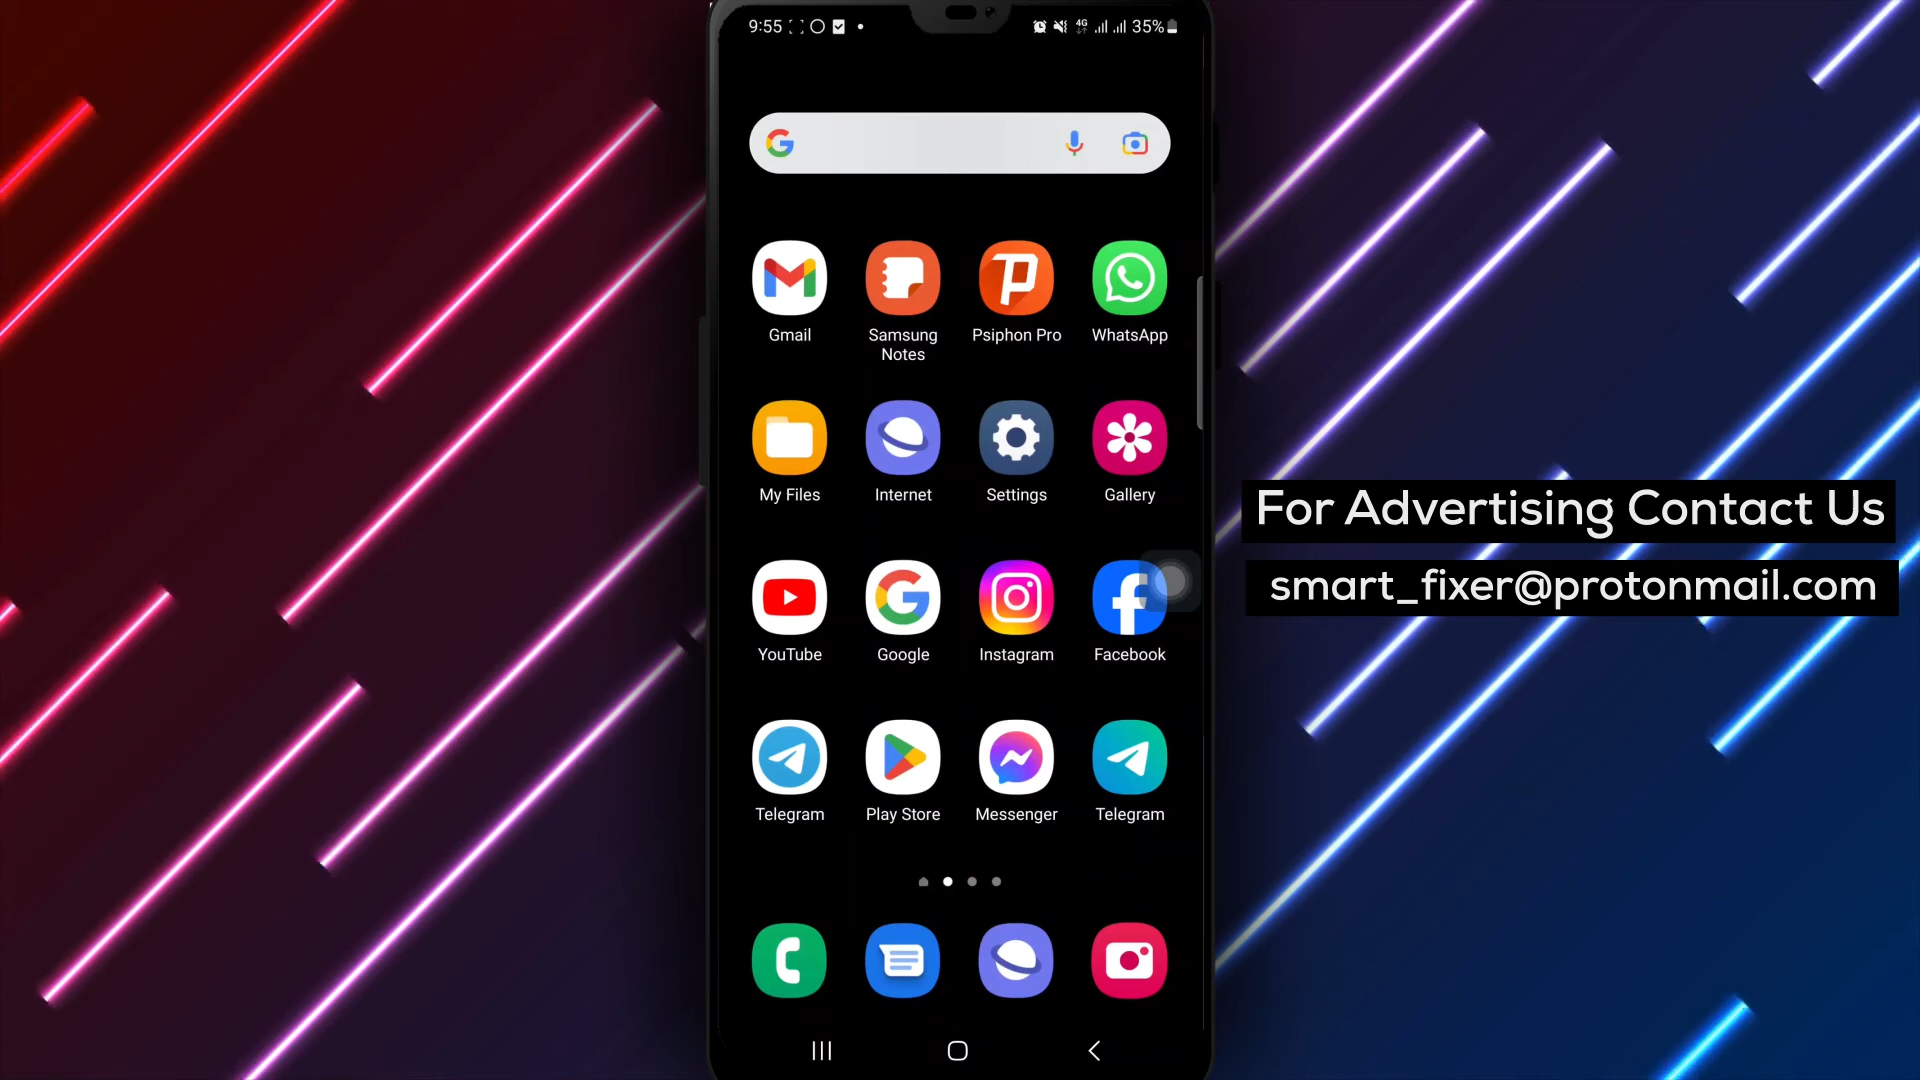 9:55
4G
35%
Gmail
Samsung Notes
Psiphon Pro
WhatsApp
My Files
Internet
Settings
Gallery
YouTube
Google
Instagram
Facebook
Telegram
Play Store
Messenger
Telegram
For Advertising Contact Us
smart_fixer@protonmail.com